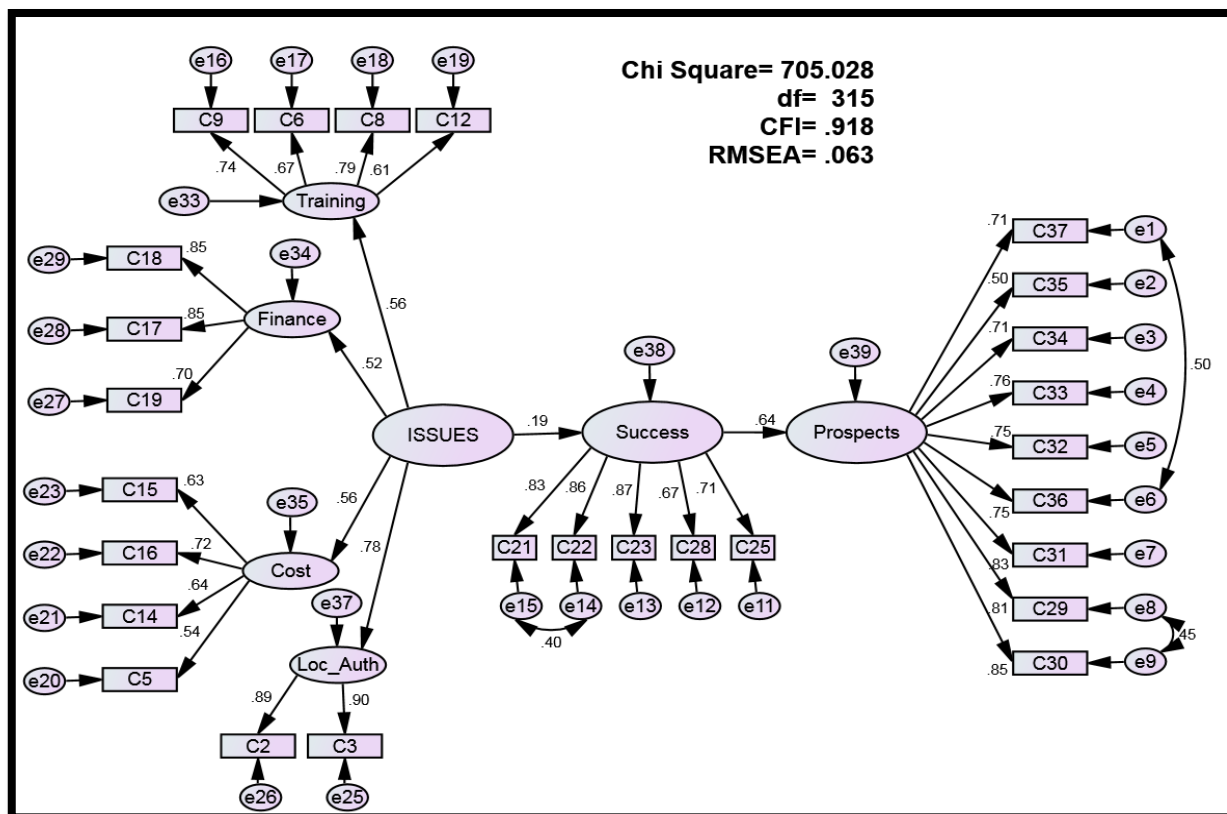 Chi Square= 705.028
df= 315
CFI= .918
RMSEA= .063
e16
e17
e18
e19
C9
C6
C8
C12
.74
.67
.79
.61
e33
Training
e29
C18
.85
e34
e28
C17
.85
Finance
e27
C19
.70
.56
.52
ISSUES
.19
e38
Success
.64
e39
Prospects
e23
C15
.63
e35
.56
e22
C16
.72
Cost
.78
e21
C14
.64
e37
e20
C5
.54
Loc_Auth
.89
.90
C2
C3
e26
e25
.83
.86
.87
.67
.71
C21
C22
C23
C28
C25
e15
e14
e13
e12
e11
.40
.71
C37
e1
.50
C35
e2
.71
C34
e3
.50
.76
C33
e4
.75
C32
e5
C36
e6
.75
C31
e7
.83
.81
C29
e8
.45
.85
C30
e9